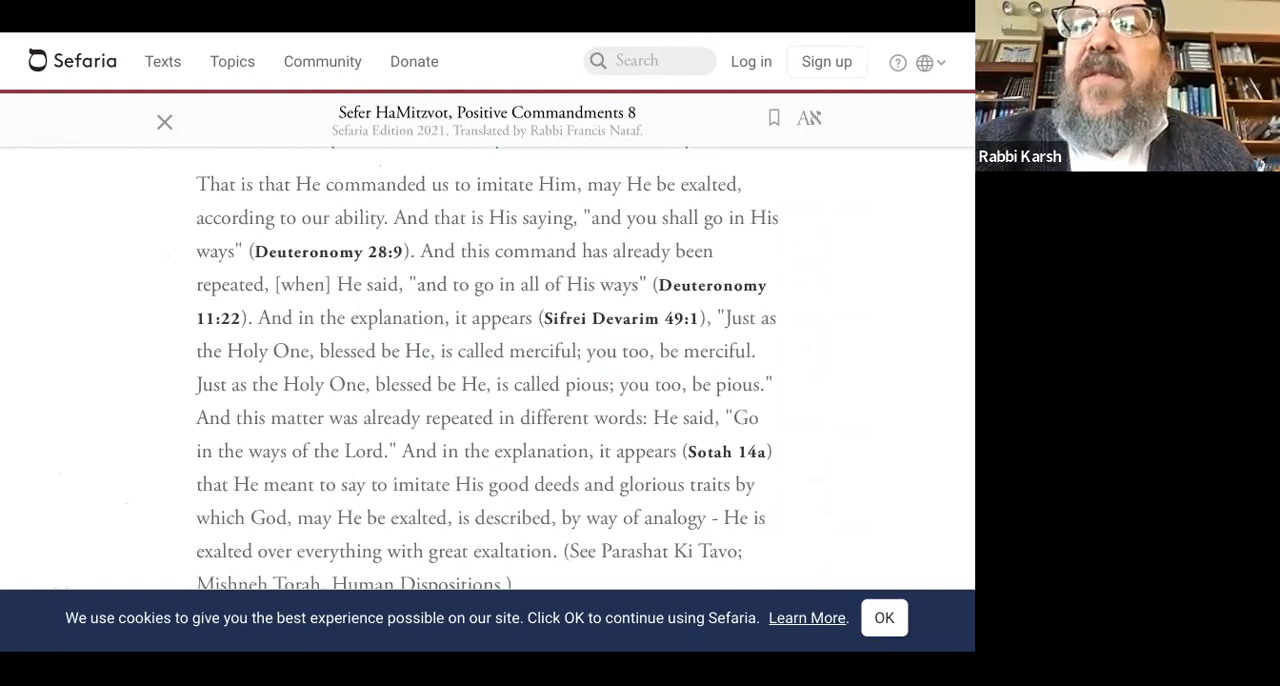 Sefaria Texts Topics Community Donate Search Log in Sign up
Sefer HaMitzvot, Positive Commandments 8
Sefaria Edition 2021, Translated by Rabbi Francis Nataf.
That is that He commanded us to imitate Him, may He be exalted,
according to our ability. And that is His saying, "and you shall go in His
ways" (Deuteronomy 28:9). And this command has already been
repeated, [when] He said, "and to go in all of His ways" (Deuteronomy
11:22). And in the explanation, it appears (Sifrei Devarim 49:1), "Just as
the Holy One, blessed be He, is called merciful; you too, be merciful.
Just as the Holy One, blessed be He, is called pious; you too, be pious."
And this matter was already repeated in different words: He said, "Go
in the ways of the Lord." And in the explanation, it appears (Sotah 14a)
that He meant to say to imitate His good deeds and glorious traits by
which God, may He be exalted, is described, by way of analogy - He is
exalted over everything with great exaltation. (See Parashat Ki Tavo;
Mishneh Torah, Human Dispositions.)
We use cookies to give you the best experience possible on our site. Click OK to continue using Sefaria. Learn More. OK
Rabbi Karsh